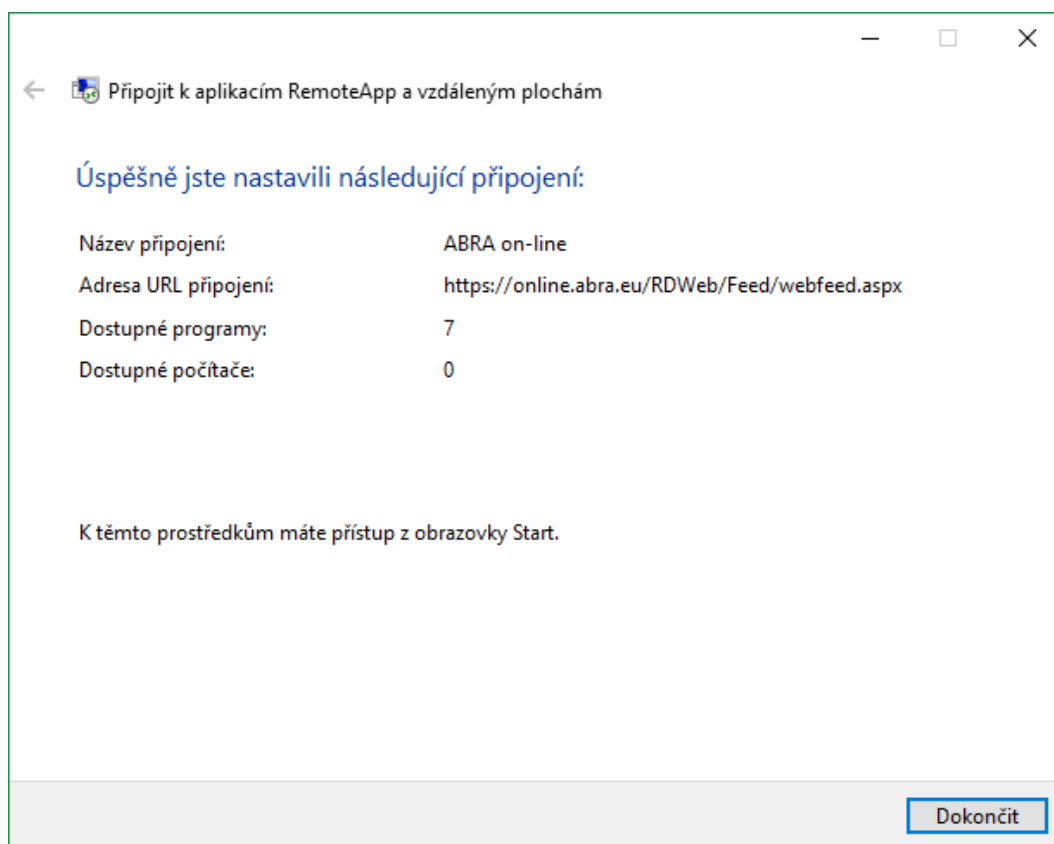 Připojit k aplikacím RemoteApp a vzdáleným plochám
Úspěšně jste nastavili následující připojení:
Název připojení: ABRA on-line
Adresa URL připojení: https://online.abra.eu/RDWeb/Feed/webfeed.aspx
Dostupné programy: 7
Dostupné počítače: 0
K těmto prostředkům máte přístup z obrazovky Start.
Dokončit